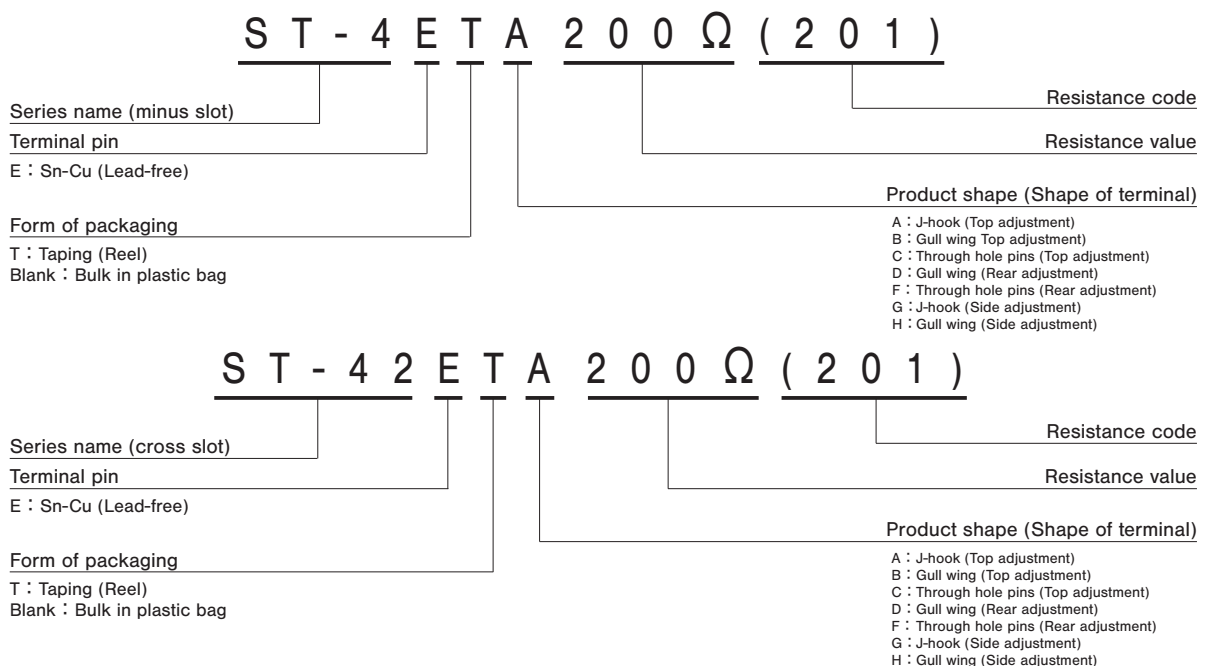 ST-4ETA200Ω(201)
Resistance code
Series name (minus slot)
Resistance value
Terminal pin
E：Sn-Cu (Lead-free)
Product shape (Shape of terminal)
A：J-hook (Top adjustment)
B：Gull wing Top adjustment)
C：Through hole pins (Top adjustment)
D：Gull wing (Rear adjustment)
F：Through hole pins (Rear adjustment)
G：J-hook (Side adjustment)
H：Gull wing (Side adjustment)
Form of packaging
T：Taping (Reel)
Blank：Bulk in plastic bag
ST-42ETA200Ω(201)
Resistance code
Series name (cross slot)
Resistance value
Terminal pin
E：Sn-Cu (Lead-free)
Product shape (Shape of terminal)
A：J-hook (Top adjustment)
B：Gull wing (Top adjustment)
C：Through hole pins (Top adjustment)
D：Gull wing (Rear adjustment)
F：Through hole pins (Rear adjustment)
G：J-hook (Side adjustment)
H：Gull wing (Side adjustment)
Form of packaging
T：Taping (Reel)
Blank：Bulk in plastic bag